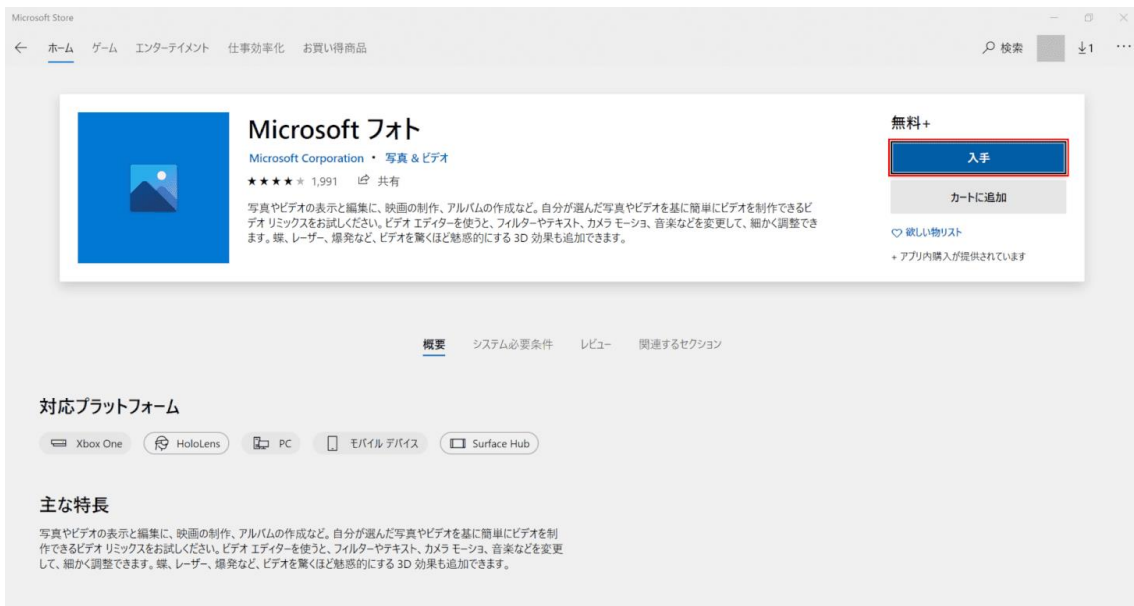 Microsoft Store
ホーム ゲーム エンターテイメント 仕事効率化 お買い得商品 検索 1
Microsoft フォト
Microsoft Corporation ・ 写真 & ビデオ
★★★★★ 1,991 共有
写真やビデオの表示と編集に、映画の制作、アルバムの作成など。自分が選んだ写真やビデオを基に簡単にビデオを制作できるビ
デオ リミックスをお試しください。ビデオ エディターを使うと、フィルターやテキスト、カメラ モーショ、音楽などを変更して、細かく調整でき
ます。蝶、レーザー、爆発など、ビデオを驚くほど魅惑的にする 3D 効果も追加できます。
無料+
入手
カートに追加
欲しい物リスト
+ アプリ内購入が提供されています
概要 システム必要条件 レビュー 関連するセクション
対応プラットフォーム
Xbox One HoloLens PC モバイル デバイス Surface Hub
主な特長
写真やビデオの表示と編集に、映画の制作、アルバムの作成など。自分が選んだ写真やビデオを基に簡単にビデオを制
作できるビデオ リミックスをお試しください。ビデオ エディターを使うと、フィルターやテキスト、カメラ モーショ、音楽などを変更
して、細かく調整できます。蝶、レーザー、爆発など、ビデオを驚くほど魅惑的にする 3D 効果も追加できます。